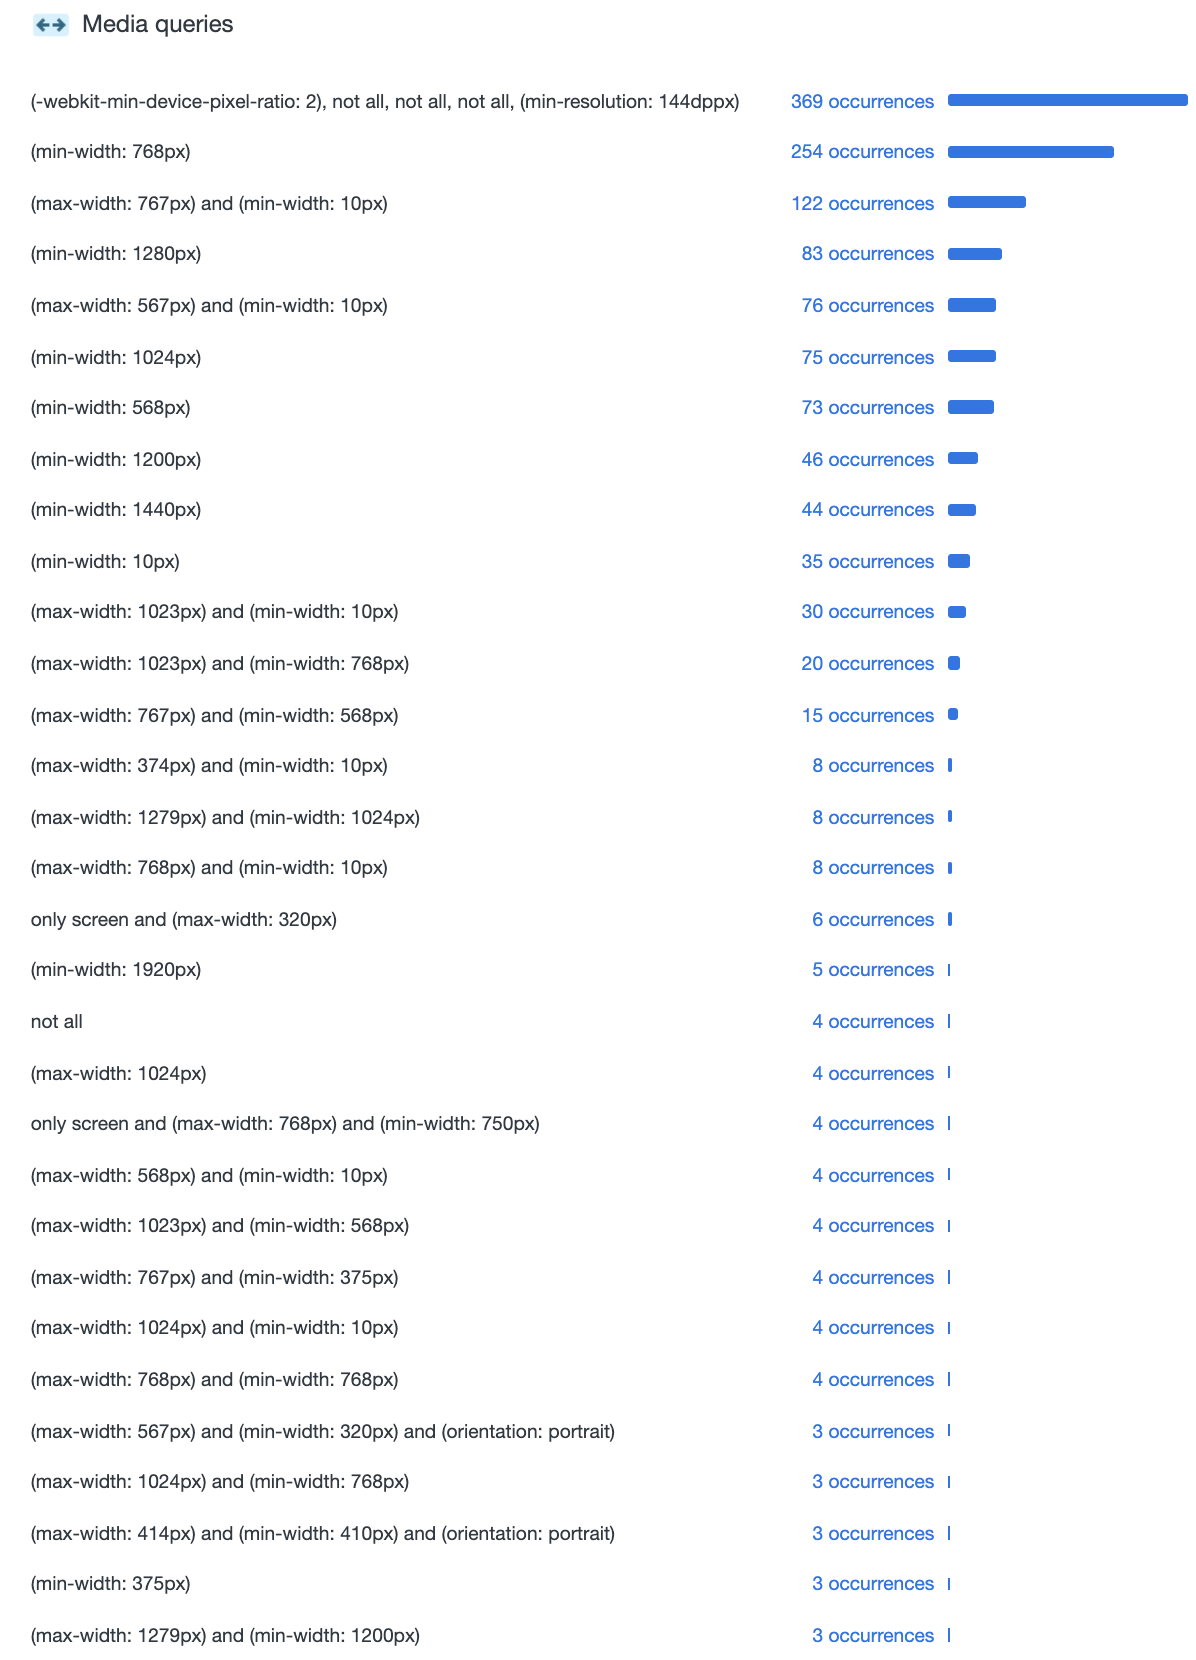 Media queries
(-webkit-min-device-pixel-ratio: 2), not all, not all, not all, (min-resolution: 144dppx) 369 occurrences
(min-width: 768px) 254 occurrences
(max-width: 767px) and (min-width: 10px) 122 occurrences
(min-width: 1280px) 83 occurrences
(max-width: 567px) and (min-width: 10px) 76 occurrences
(min-width: 1024px) 75 occurrences
(min-width: 568px) 73 occurrences
(min-width: 1200px) 46 occurrences
(min-width: 1440px) 44 occurrences
(min-width: 10px) 35 occurrences
(max-width: 1023px) and (min-width: 10px) 30 occurrences
(max-width: 1023px) and (min-width: 768px) 20 occurrences
(max-width: 767px) and (min-width: 568px) 15 occurrences
(max-width: 374px) and (min-width: 10px) 8 occurrences
(max-width: 1279px) and (min-width: 1024px) 8 occurrences
(max-width: 768px) and (min-width: 10px) 8 occurrences
only screen and (max-width: 320px) 6 occurrences
(min-width: 1920px) 5 occurrences
not all 4 occurrences
(max-width: 1024px) 4 occurrences
only screen and (max-width: 768px) and (min-width: 750px) 4 occurrences
(max-width: 568px) and (min-width: 10px) 4 occurrences
(max-width: 1023px) and (min-width: 568px) 4 occurrences
(max-width: 767px) and (min-width: 375px) 4 occurrences
(max-width: 1024px) and (min-width: 10px) 4 occurrences
(max-width: 768px) and (min-width: 768px) 4 occurrences
(max-width: 567px) and (min-width: 320px) and (orientation: portrait) 3 occurrences
(max-width: 1024px) and (min-width: 768px) 3 occurrences
(max-width: 414px) and (min-width: 410px) and (orientation: portrait) 3 occurrences
(min-width: 375px) 3 occurrences
(max-width: 1279px) and (min-width: 1200px) 3 occurrences